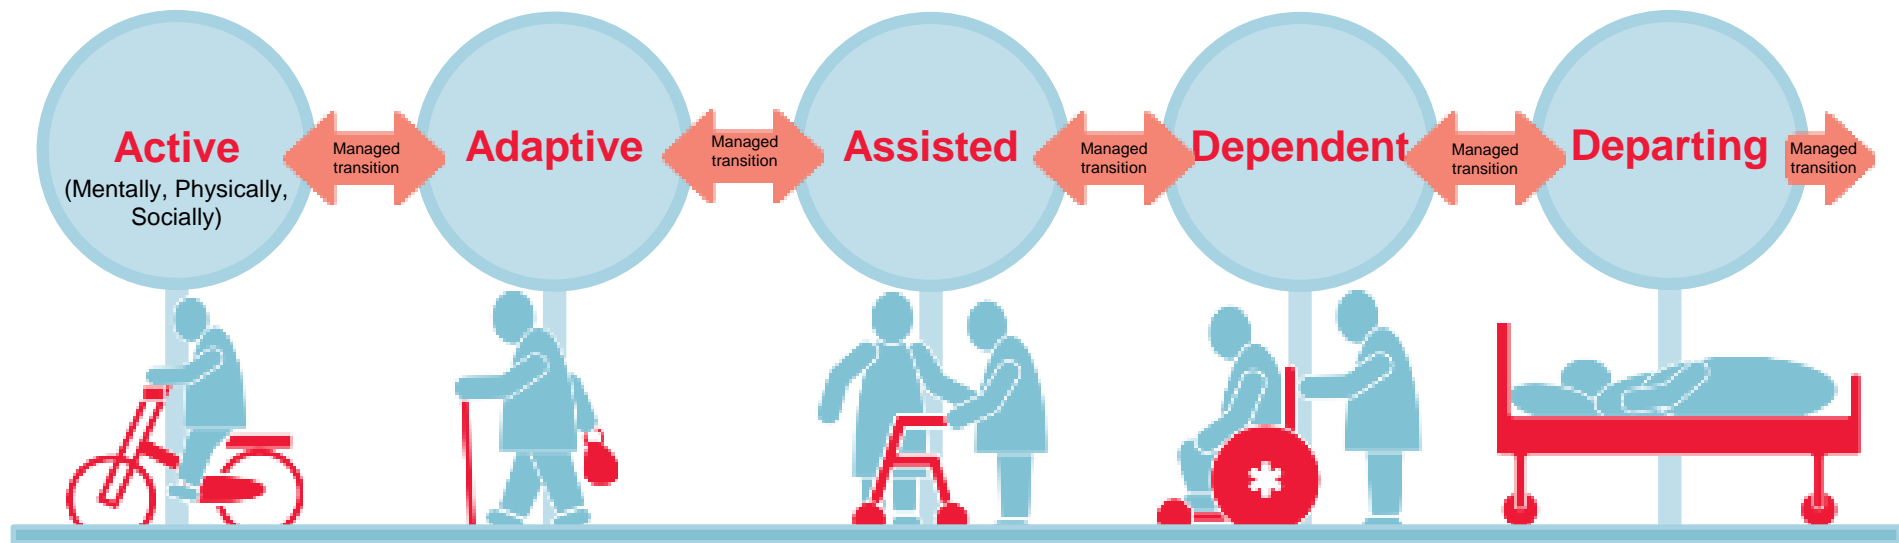 Active
(Mentally, Physically,
Socially)
Managed
transition
Adaptive
Managed
transition
Assisted
Managed
transition
Dependent
Managed
transition
Departing
Managed
transition